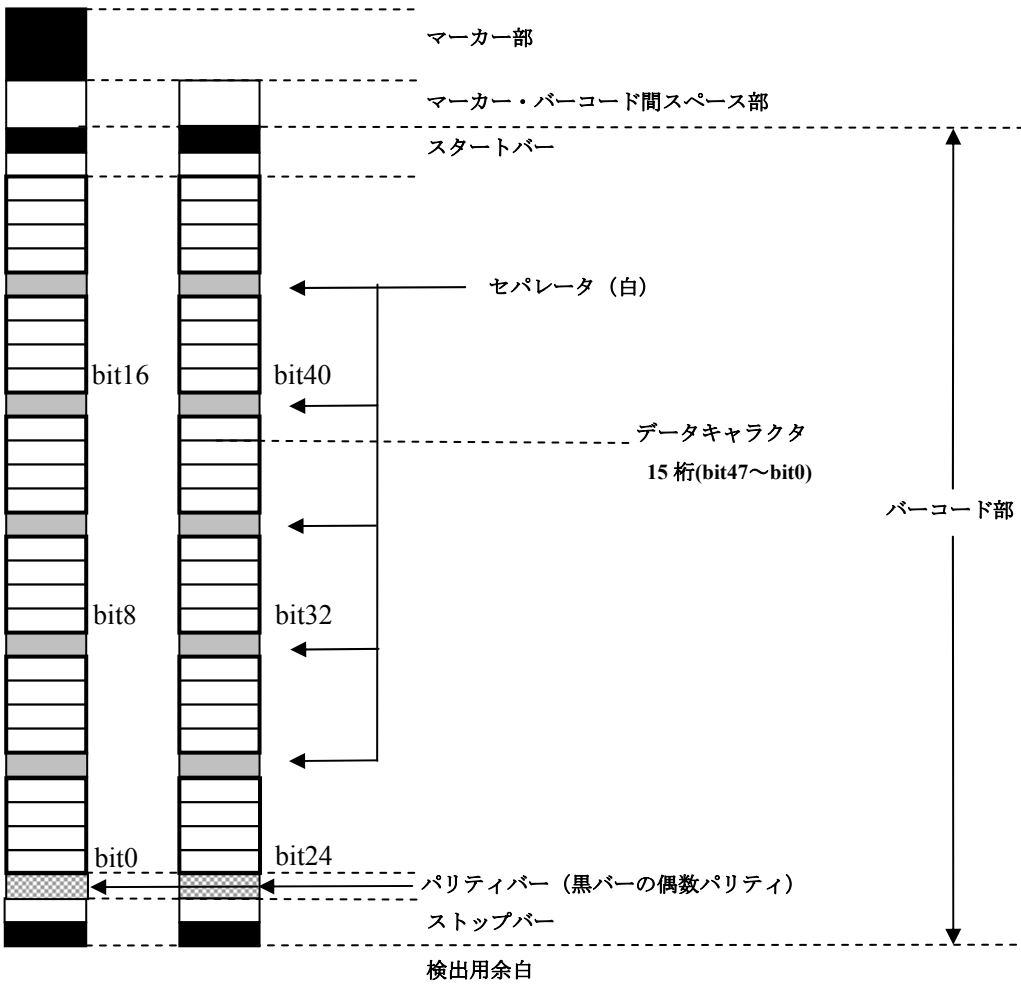 マーカー部
マーカー・バーコード間スペース部
スタートバー
セパレータ（白）
bit16
bit40
データキャラクタ
15 桁(bit47～bit0)
バーコード部
bit8
bit32
bit0
bit24
パリティバー（黒バーの偶数パリティ）
ストップバー
検出用余白